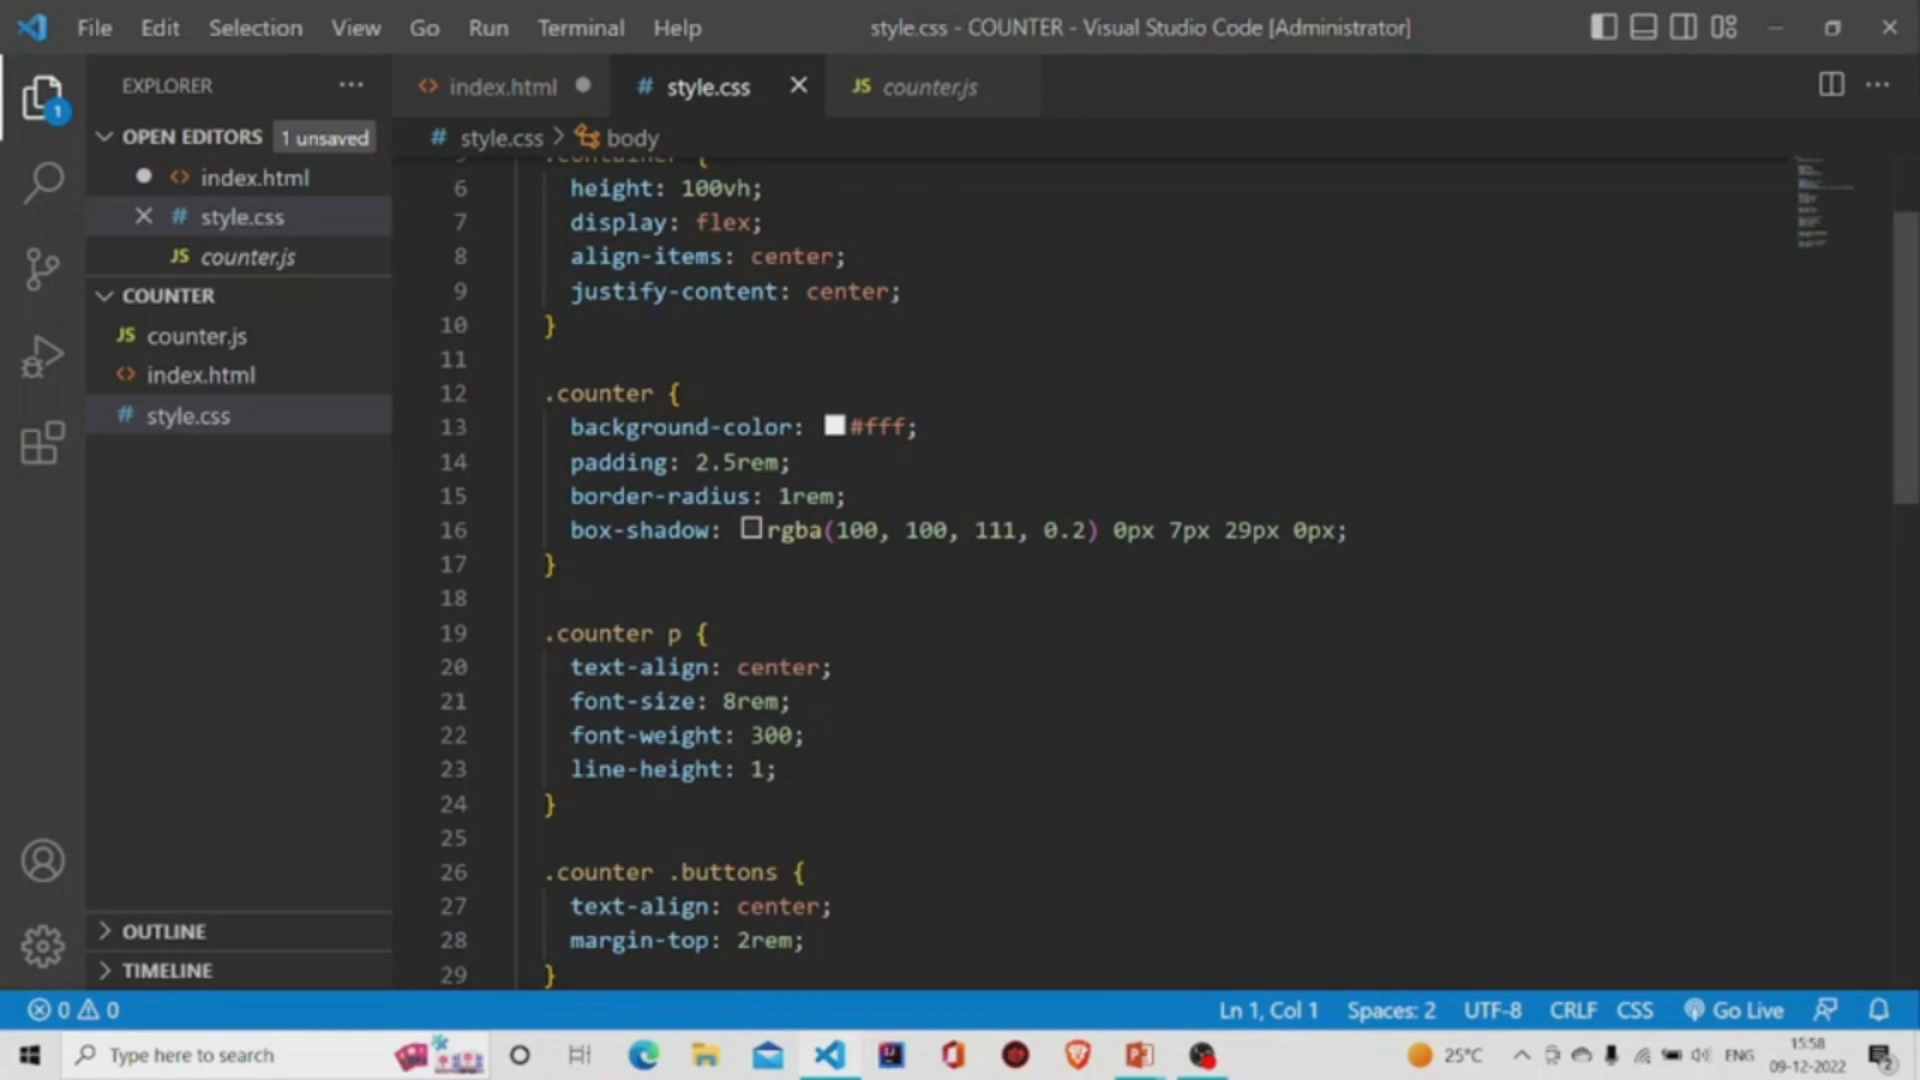 File Edit Selection View Go Run Terminal Help
style.css - COUNTER - Visual Studio Code [Administrator]
EXPLORER
index.html
style.css
JS counter.js
1
OPEN EDITORS 1 unsaved
index.html
style.css
JS counter.js
COUNTER
JS counter.js
index.html
# style.css
OUTLINE
TIMELINE
# style.css > body
.container {
6 height: 100vh;
7 display: flex;
8 align-items: center;
9 justify-content: center;
10 }
11
12 .counter {
13 background-color: #fff;
14 padding: 2.5rem;
15 border-radius: 1rem;
16 box-shadow: rgba(100, 100, 111, 0.2) 0px 7px 29px 0px;
17 }
18
19 .counter p {
20 text-align: center;
21 font-size: 8rem;
22 font-weight: 300;
23 line-height: 1;
24 }
25
26 .counter .buttons {
27 text-align: center;
28 margin-top: 2rem;
29 }
0 0
Ln 1, Col 1 Spaces: 2 UTF-8 CRLF CSS Go Live
Type here to search
25°C
ENG
15:58
09-12-2022
2